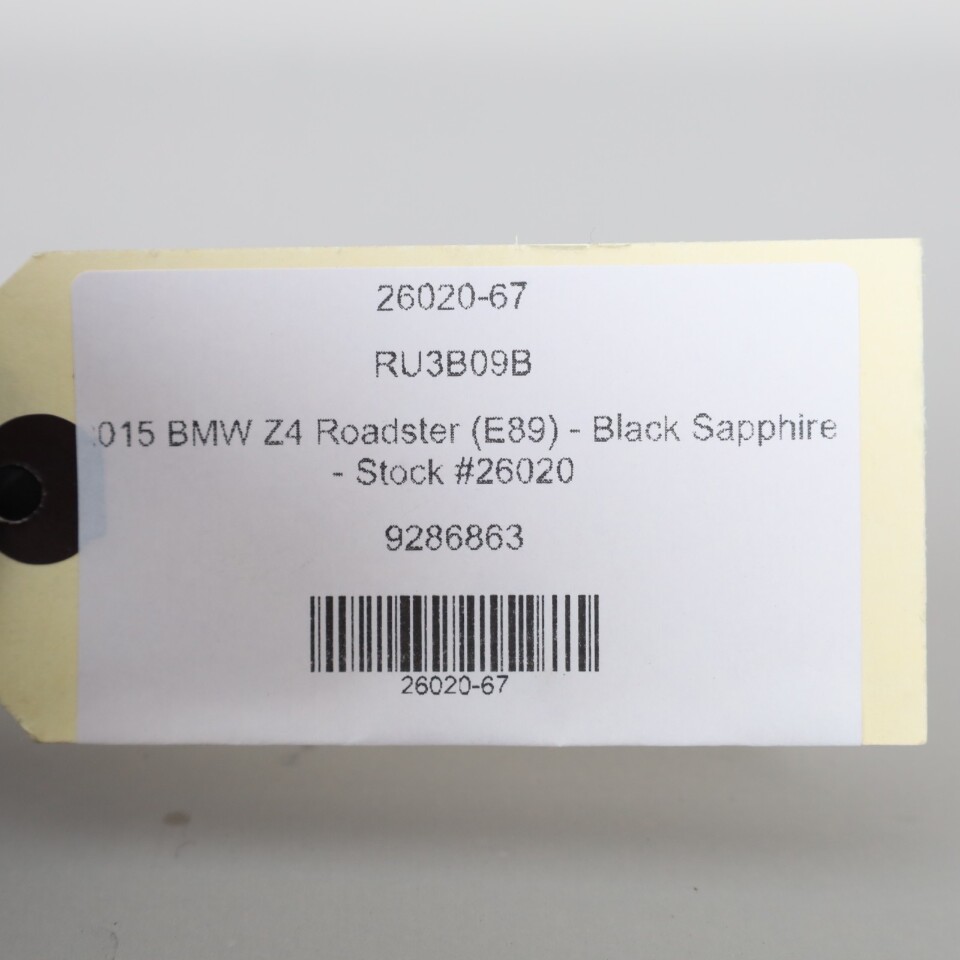 26020-67
RU3B09B
015 BMW Z4 Roadster (E89) - Black Sapphire
- Stock #26020
9286863
26020-67